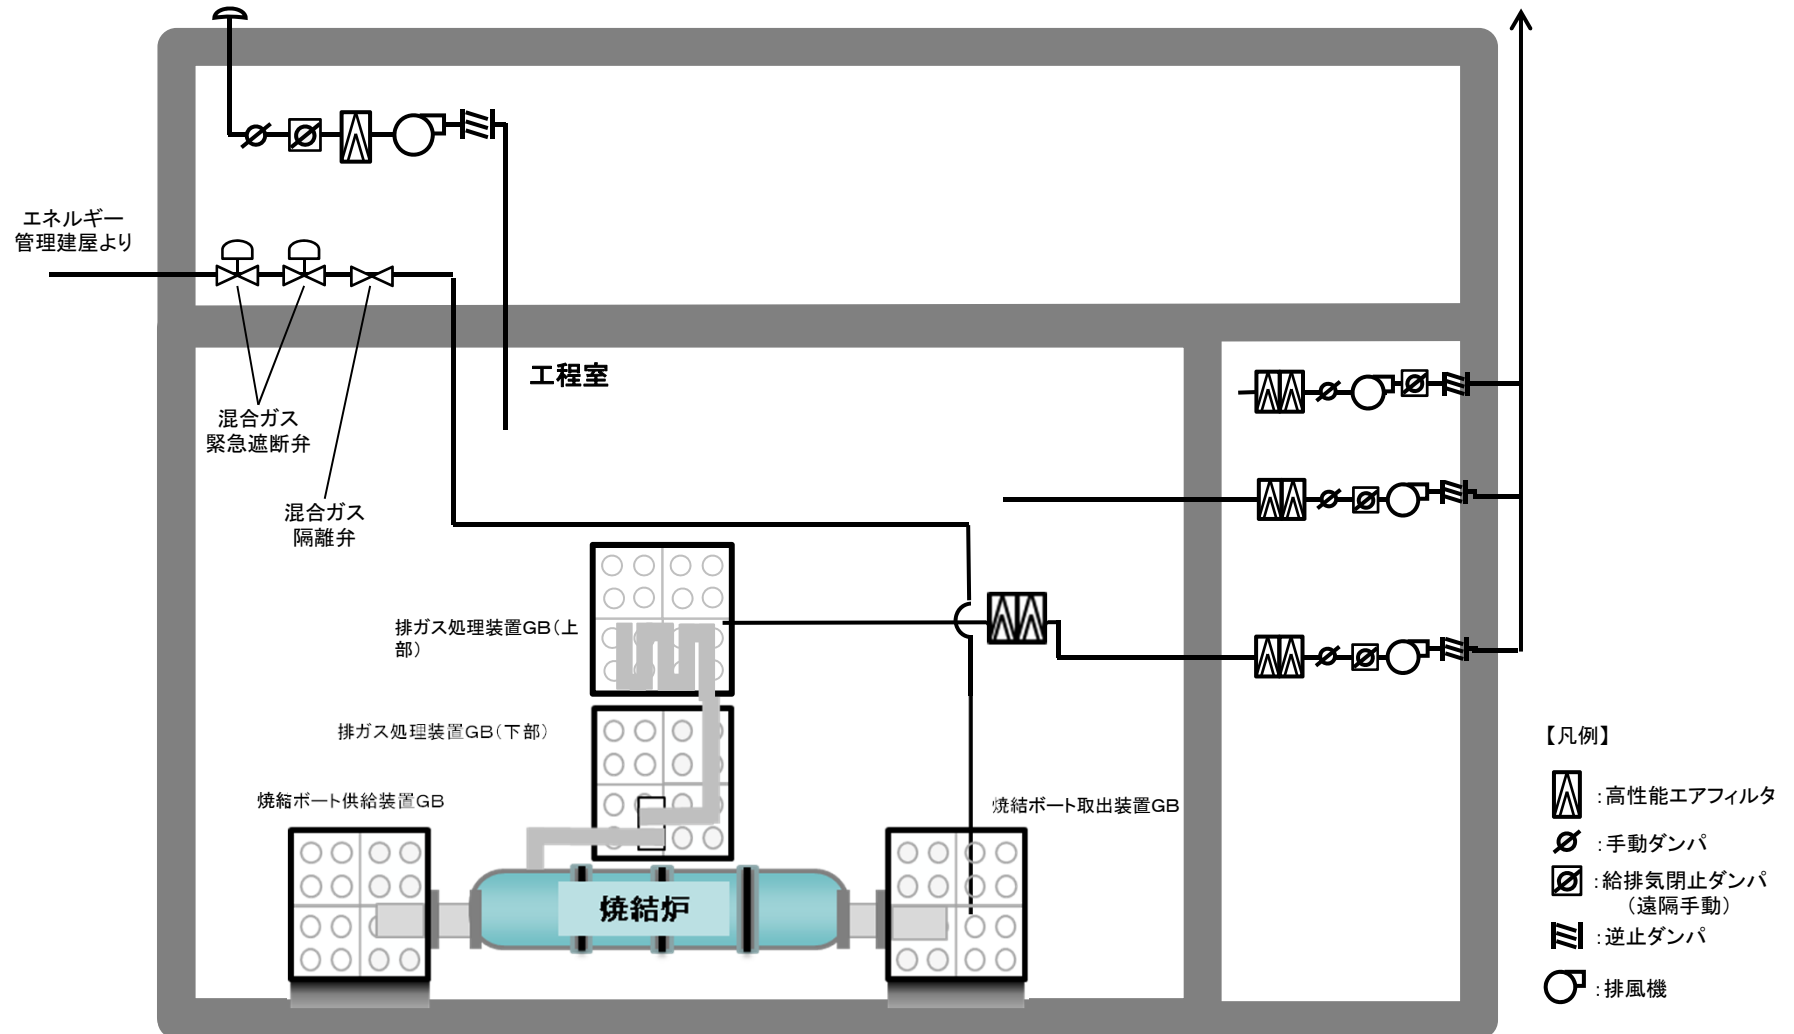 エネルギー
管理建屋より
工程室
混合ガス
緊急遮断弁
混合ガス
隔離弁
排ガス処理装置GB（上
部）
排ガス処理装置GB（下部）
焼結ボート供給装置GB
焼結ボート取出装置GB
焼結炉
【凡例】
：高性能エアフィルタ
：手動ダンパ
：給排気閉止ダンパ
（遠隔手動）
：逆止ダンパ
：排風機